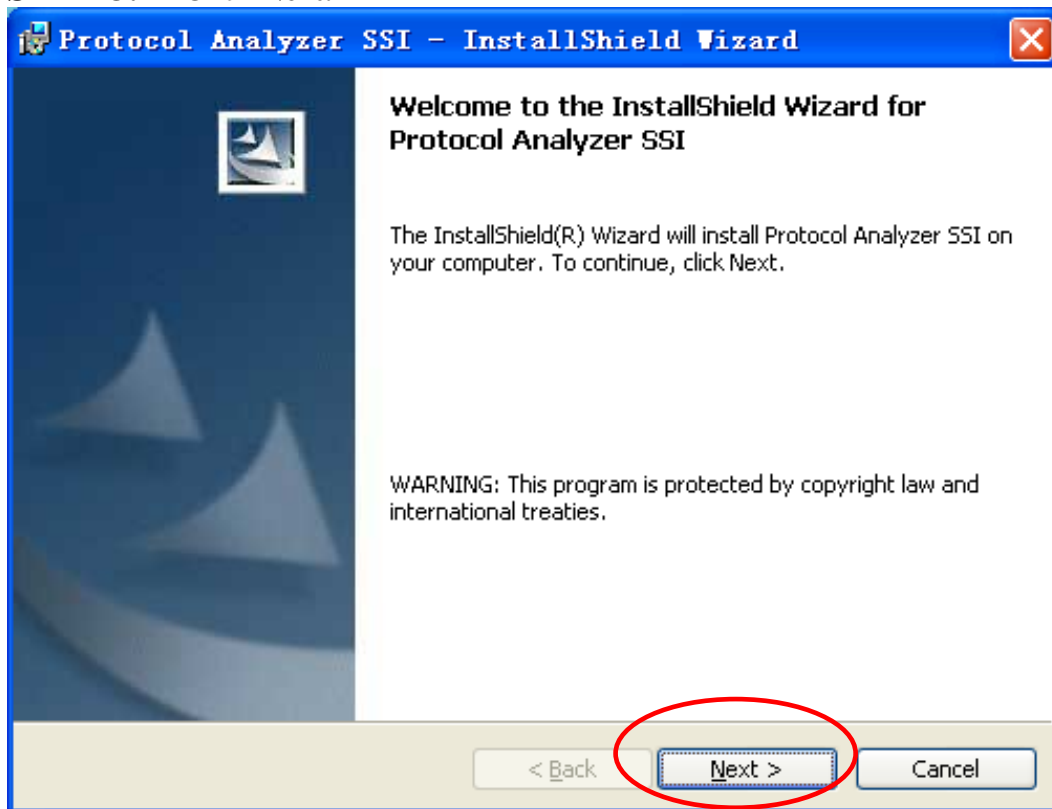 Protocol Analyzer SSI - InstallShield Wizard
Welcome to the InstallShield Wizard for
Protocol Analyzer SSI
The InstallShield(R) Wizard will install Protocol Analyzer SSI on
your computer. To continue, click Next.
WARNING: This program is protected by copyright law and
international treaties.
< Back
Next >
Cancel